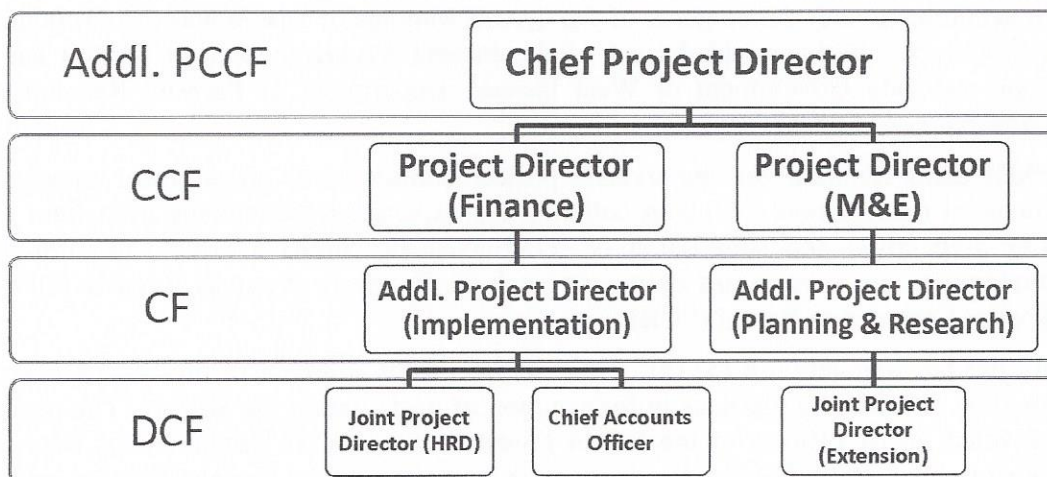 Addl. PCCF
Chief Project Director
CCF
Project Director
(Finance)
Project Director
(M&E)
CF
Addl. Project Director
(Implementation)
Addl. Project Director
(Planning & Research)
DCF
Joint Project
Director (HRD)
Chief Accounts
Officer
Joint Project
Director
(Extension)